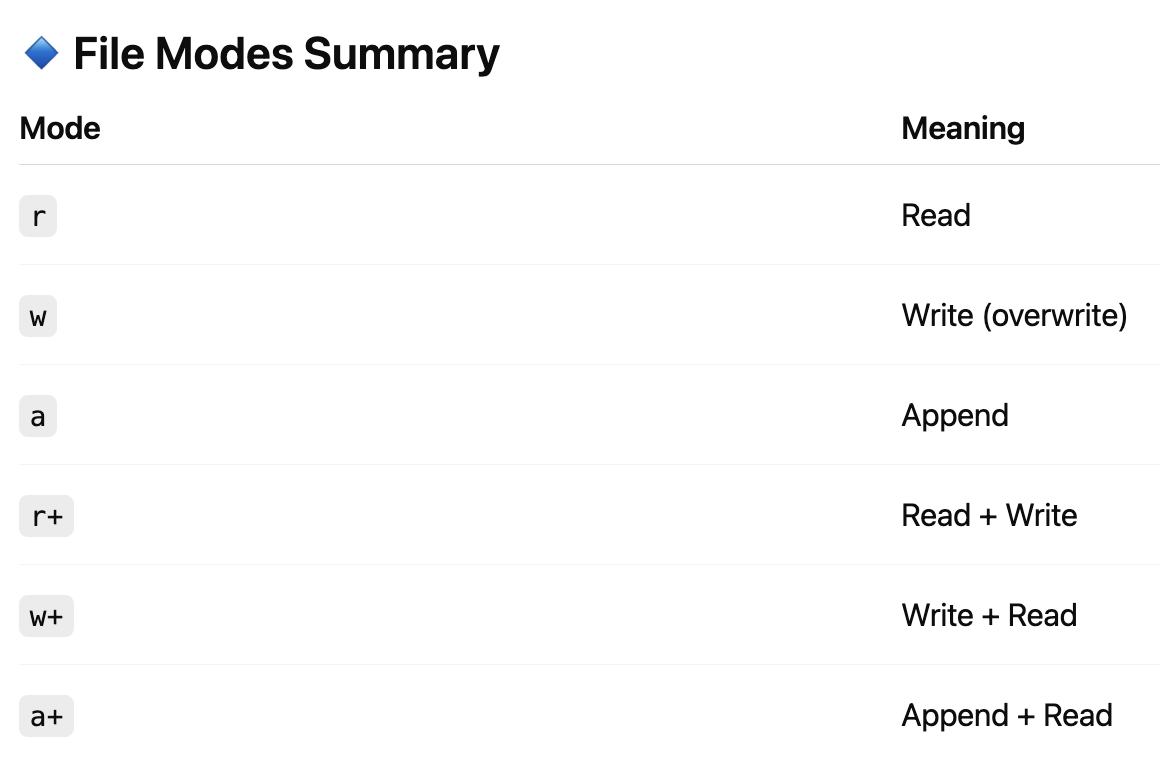 🔷 File Modes Summary
Mode Meaning
r Read
w Write (overwrite)
a Append
r+ Read + Write
w+ Write + Read
a+ Append + Read